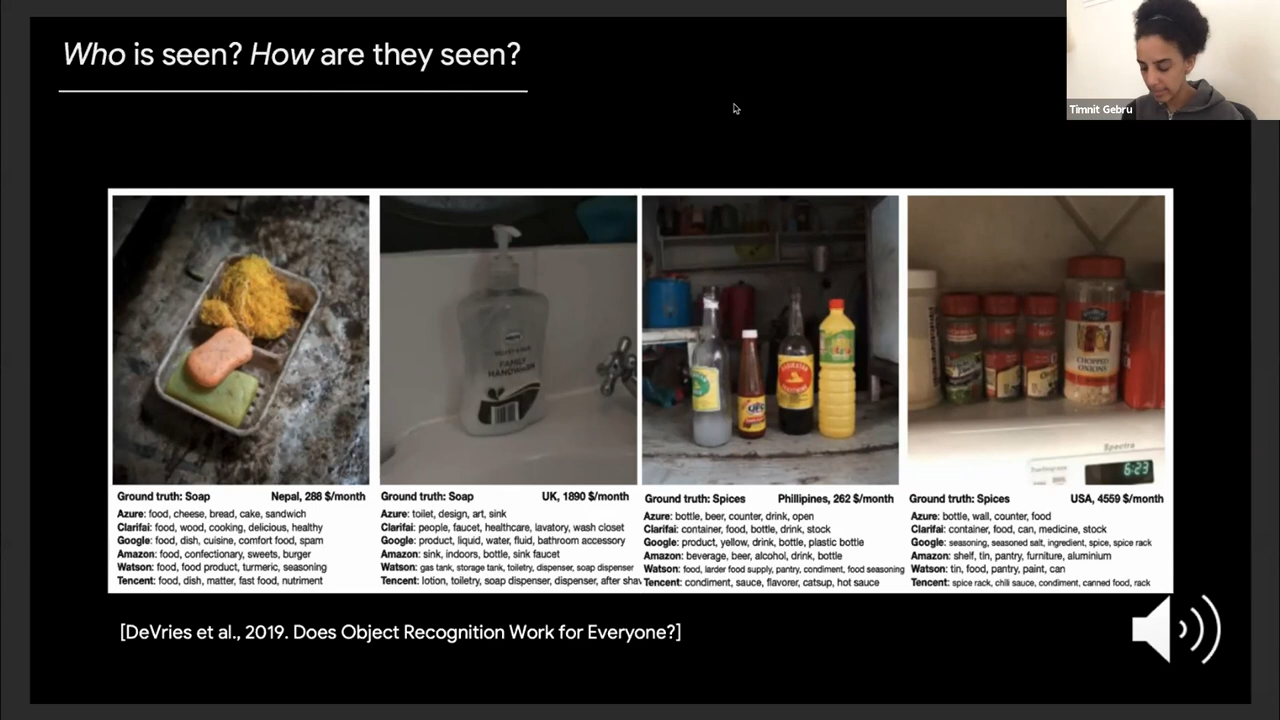 Who is seen? How are they seen?
Timnit Gebru
FAMILY
HANDWASH
UFC
CHOPPED
ONIONS
Spectra
6:23
Ground truth: Soap Nepal, 288 $/month
Azure: food, cheese, bread, cake, sandwich
Clarifai: food, wood, cooking, delicious, healthy
Google: food, dish, cuisine, comfort food, spam
Amazon: food, confectionary, sweets, burger
Watson: food, food product, turmeric, seasoning
Tencent: food, dish, matter, fast food, nutriment
Ground truth: Soap UK, 1890 $/month
Azure: toilet, design, art, sink
Clarifai: people, faucet, healthcare, lavatory, wash closet
Google: product, liquid, water, fluid, bathroom accessory
Amazon: sink, indoors, bottle, sink faucet
Watson: gas tank, storage tank, toiletry, dispenser, soap dispenser
Tencent: lotion, toiletry, soap dispenser, dispenser, after shav
Ground truth: Spices Phillipines, 262 $/month
Azure: bottle, beer, counter, drink, open
Clarifai: container, food, bottle, drink, stock
Google: product, yellow, drink, bottle, plastic bottle
Amazon: beverage, beer, alcohol, drink, bottle
Watson: food, larder food supply, pantry, condiment, food seasoning
Tencent: condiment, sauce, flavorer, catsup, hot sauce
Ground truth: Spices USA, 4559 $/month
Azure: bottle, wall, counter, food
Clarifai: container, food, can, medicine, stock
Google: seasoning, seasoned salt, ingredient, spice, spice rack
Amazon: shelf, tin, pantry, furniture, aluminium
Watson: tin, food, pantry, paint, can
Tencent: spice rack, chili sauce, condiment, canned food, rack
[DeVries et al., 2019. Does Object Recognition Work for Everyone?]